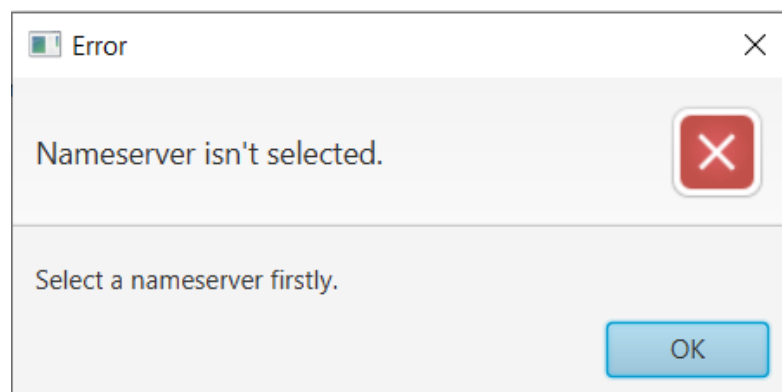 Error
Nameserver isn't selected.
Select a nameserver firstly.
OK